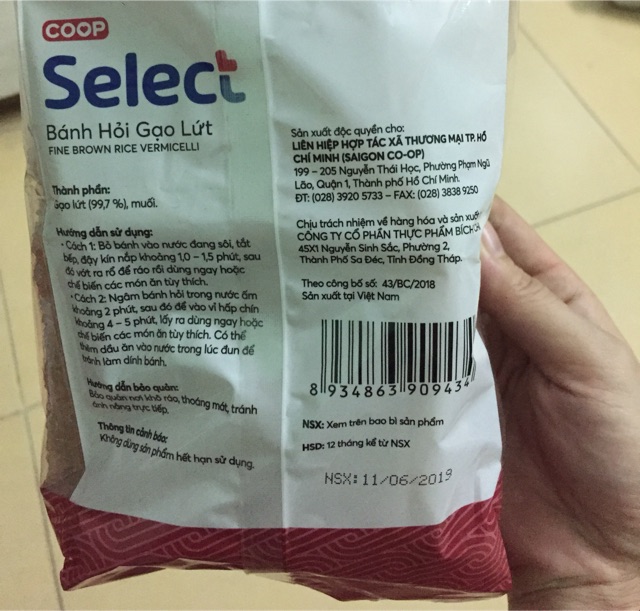 COOP
Select
Bánh Hỏi Gạo Lứt
FINE BROWN RICE VERMICELLI
Thành phần:
Gạo lứt (99,7 %), muối.
Hướng dẫn sử dụng:
• Cách 1: Bỏ bánh vào nước đang sôi, tắt
bếp, đậy kín nắp khoảng 1,0 – 1,5 phút, sau
đó vớt ra rổ để ráo rồi dùng ngay hoặc
chế biến các món ăn tùy thích.
• Cách 2: Ngâm bánh hỏi trong nước ấm
khoảng 2 phút, sau đó để vào vỉ hấp chín
khoảng 4 – 5 phút, lấy ra dùng ngay hoặc
chế biến các món ăn tùy thích. Có thể
thêm dầu ăn vào nước trong lúc đun để
tránh làm dính bánh.
Hướng dẫn bảo quản:
Bảo quản nơi khô ráo, thoáng mát, tránh
ánh nắng trực tiếp.
Thông tin cảnh báo:
Không dùng sản phẩm hết hạn sử dụng.
Sản xuất độc quyền cho:
LIÊN HIỆP HỢP TÁC XÃ THƯƠNG MẠI TP. HỒ
CHÍ MINH (SAIGON CO-OP)
199 – 205 Nguyễn Thái Học, Phường Phạm Ngũ
Lão, Quận 1, Thành phố Hồ Chí Minh.
ĐT: (028) 3920 5733 – FAX: (028) 3838 9250
Chịu trách nhiệm về hàng hóa và sản xuất
CÔNG TY CỔ PHẦN THỰC PHẨM BÍCH
45X1 Nguyễn Sinh Sắc, Phường 2,
Thành Phố Sa Đéc, Tỉnh Đồng Tháp.
Theo công bố số: 43/BC/2018
Sản xuất tại Việt Nam
8 934863 909434
NSX: Xem trên bao bì sản phẩm
HSD: 12 tháng kể từ NSX
NSX: 11/06/2019